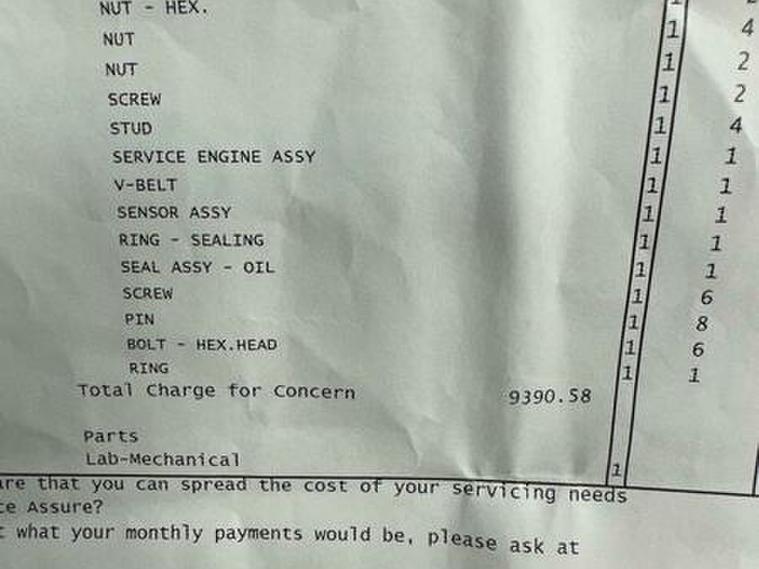 NUT - HEX. 1
NUT 1 4
NUT 1 2
SCREW 1 2
STUD 1 4
SERVICE ENGINE ASSY 1 1
V-BELT 1 1
SENSOR ASSY 1 1
RING - SEALING 1 1
SEAL ASSY - OIL 1 1
SCREW 1 6
PIN 1 8
BOLT - HEX.HEAD 1 6
RING 1 1
Total Charge for Concern 9390.58
Parts
Lab-Mechanical 1
that you can spread the cost of your servicing needs
Assure?
what your monthly payments would be, please ask at